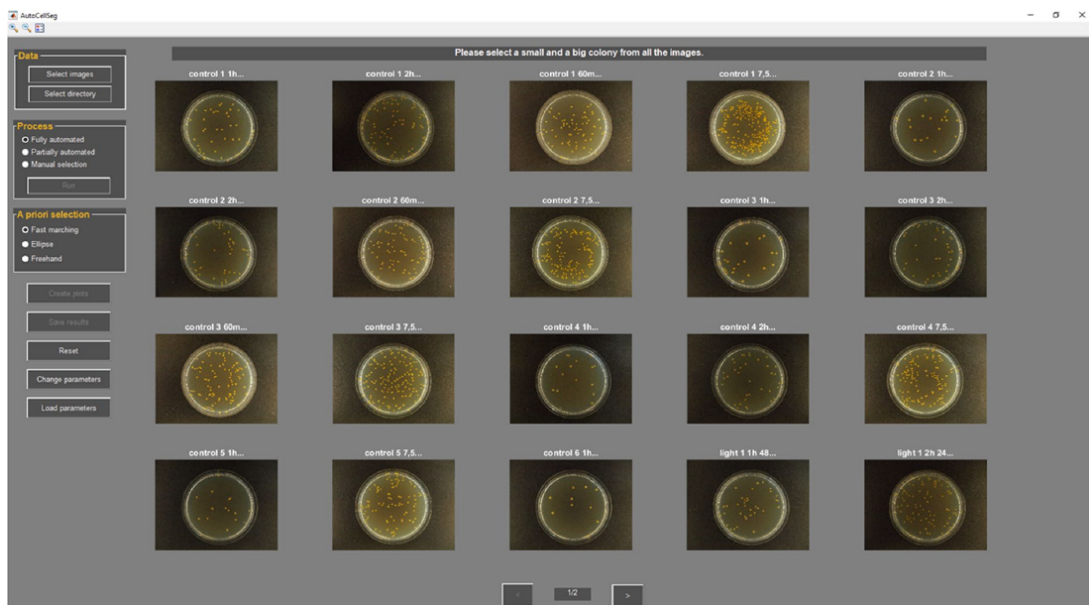 AutoCellSeg
Please select a small and a big colony from all the images.
Data
Select images
Select directory
Process
Fully automated
Partially automated
Manual selection
Run
A priori selection
Fast marching
Ellipse
Freehand
Create plots
Save results
Reset
Change parameters
Load parameters
control 1 1h...
control 1 2h...
control 1 60m...
control 1 7,5...
control 2 1h...
control 2 2h...
control 2 60m...
control 2 7,5...
control 3 1h...
control 3 2h...
control 3 60m...
control 3 7,5...
control 4 1h...
control 4 2h...
control 4 7,5...
control 5 1h...
control 5 7,5...
control 6 1h...
light 1 1h 48...
light 1 2h 24...
<
1/2
>